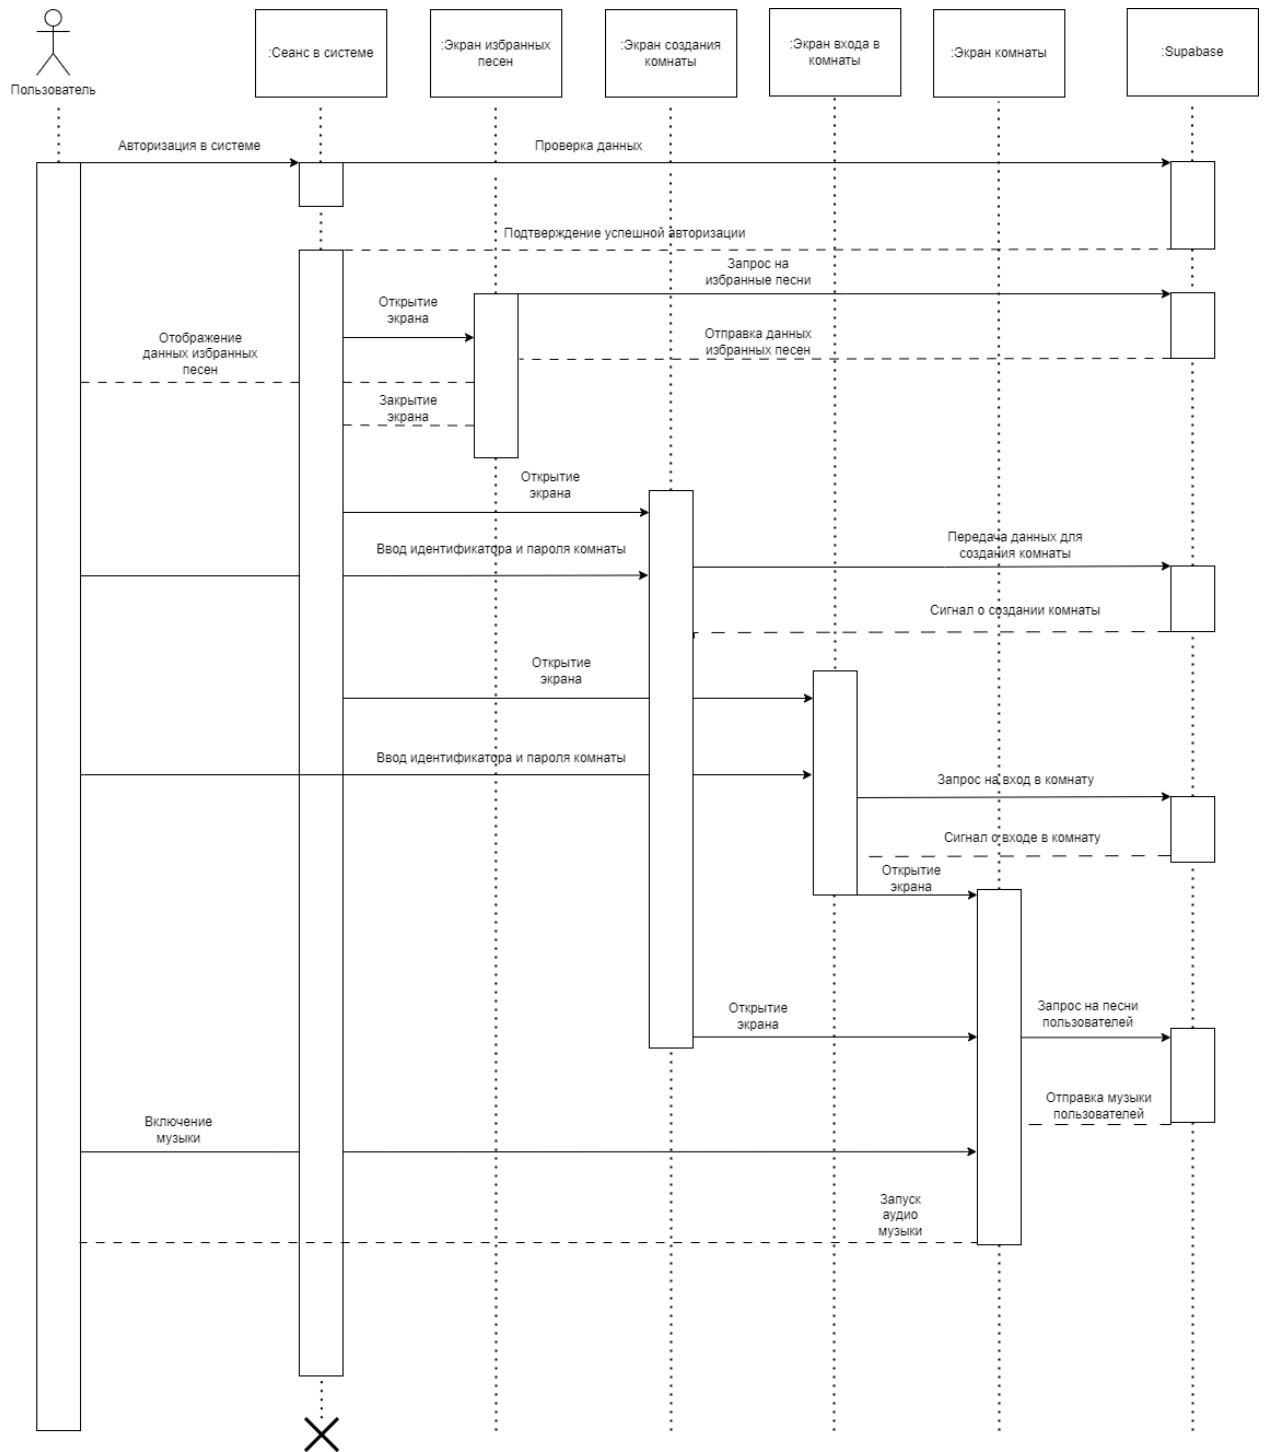 Пользователь
:Сеанс в системе
:Экран избранных
песен
:Экран создания
комнаты
:Экран входа в
комнаты
:Экран комнаты
:Supabase
Авторизация в системе
Проверка данных
Подтверждение успешной авторизации
Запрос на
избранные песни
Открытие
экрана
Отправка данных
избранных песен
Отображение
данных избранных
песен
Закрытие
экрана
Открытие
экрана
Ввод идентификатора и пароля комнаты
Передача данных для
создания комнаты
Сигнал о создании комнаты
Открытие
экрана
Ввод идентификатора и пароля комнаты
Запрос на вход в комнату
Сигнал о входе в комнату
Открытие
экрана
Открытие
экрана
Запрос на песни
пользователей
Отправка музыки
пользователей
Включение
музыки
Запуск
аудио
музыки